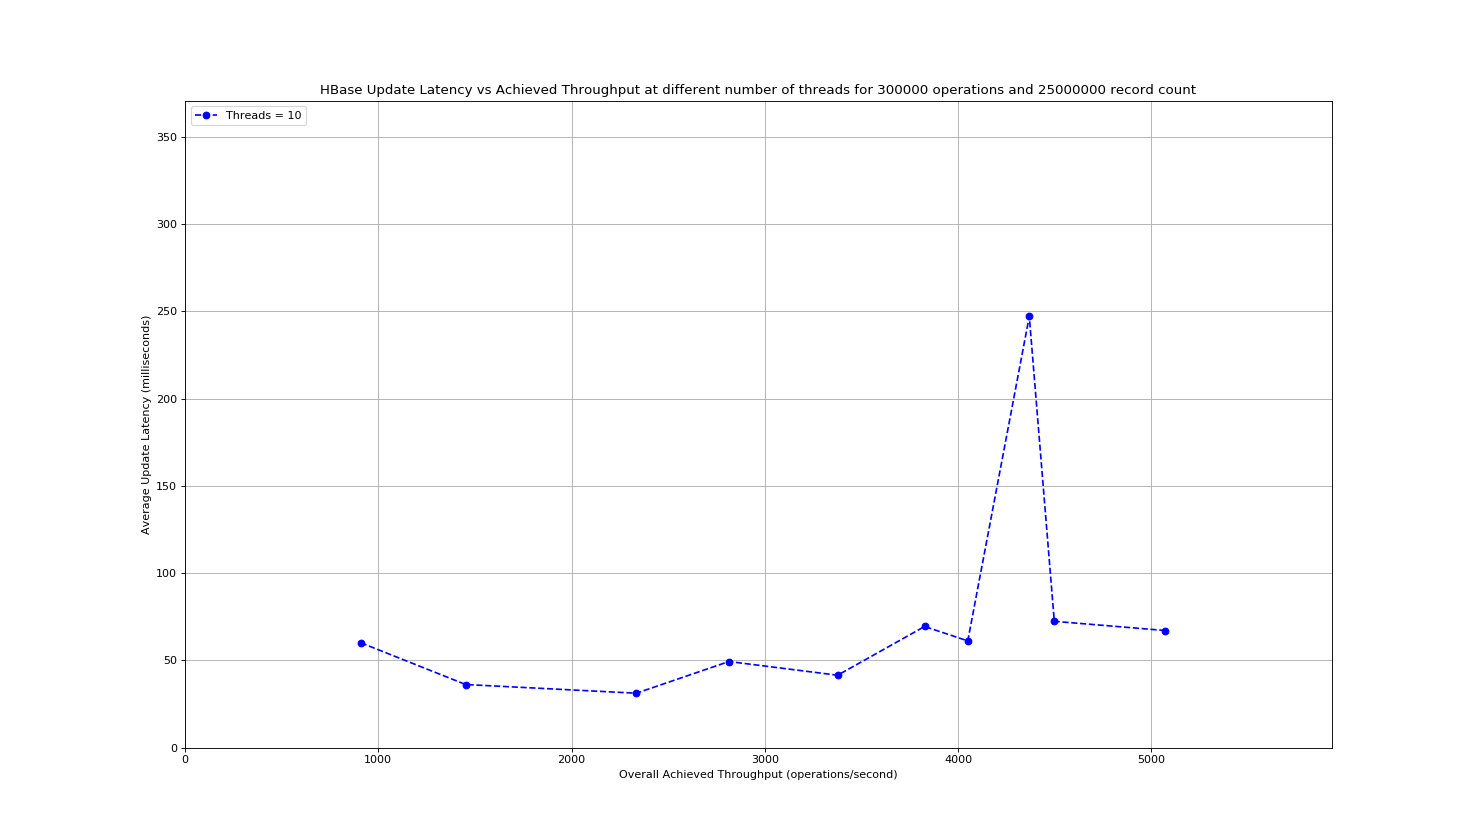 HBase Update Latency vs Achieved Throughput at different number of threads for 300000 operations and 25000000 record count
Threads = 10
350
300
250
200
150
100
50
0
Average Update Latency (milliseconds)
0 1000 2000 3000 4000 5000
Overall Achieved Throughput (operations/second)